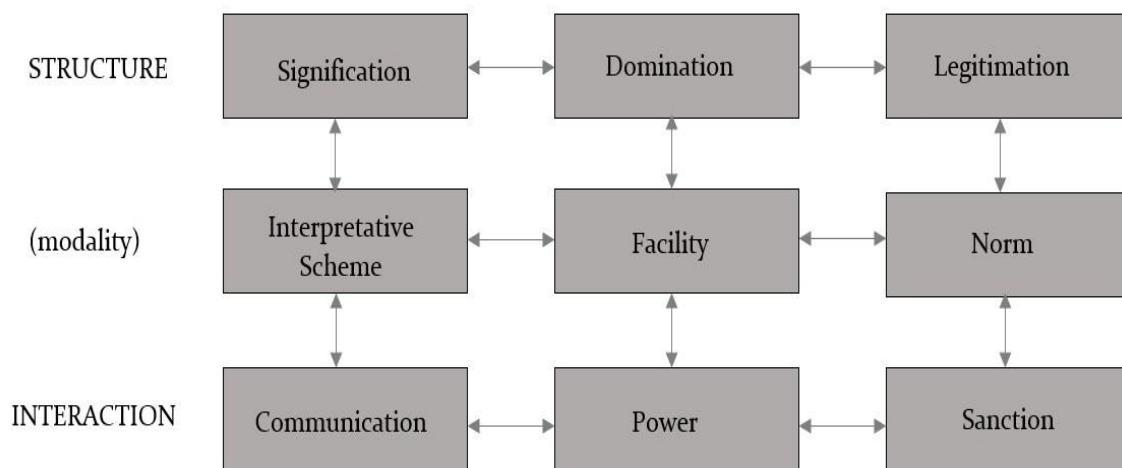 STRUCTURE
Signification
Domination
Legitimation
(modality)
Interpretative
Scheme
Facility
Norm
INTERACTION
Communication
Power
Sanction